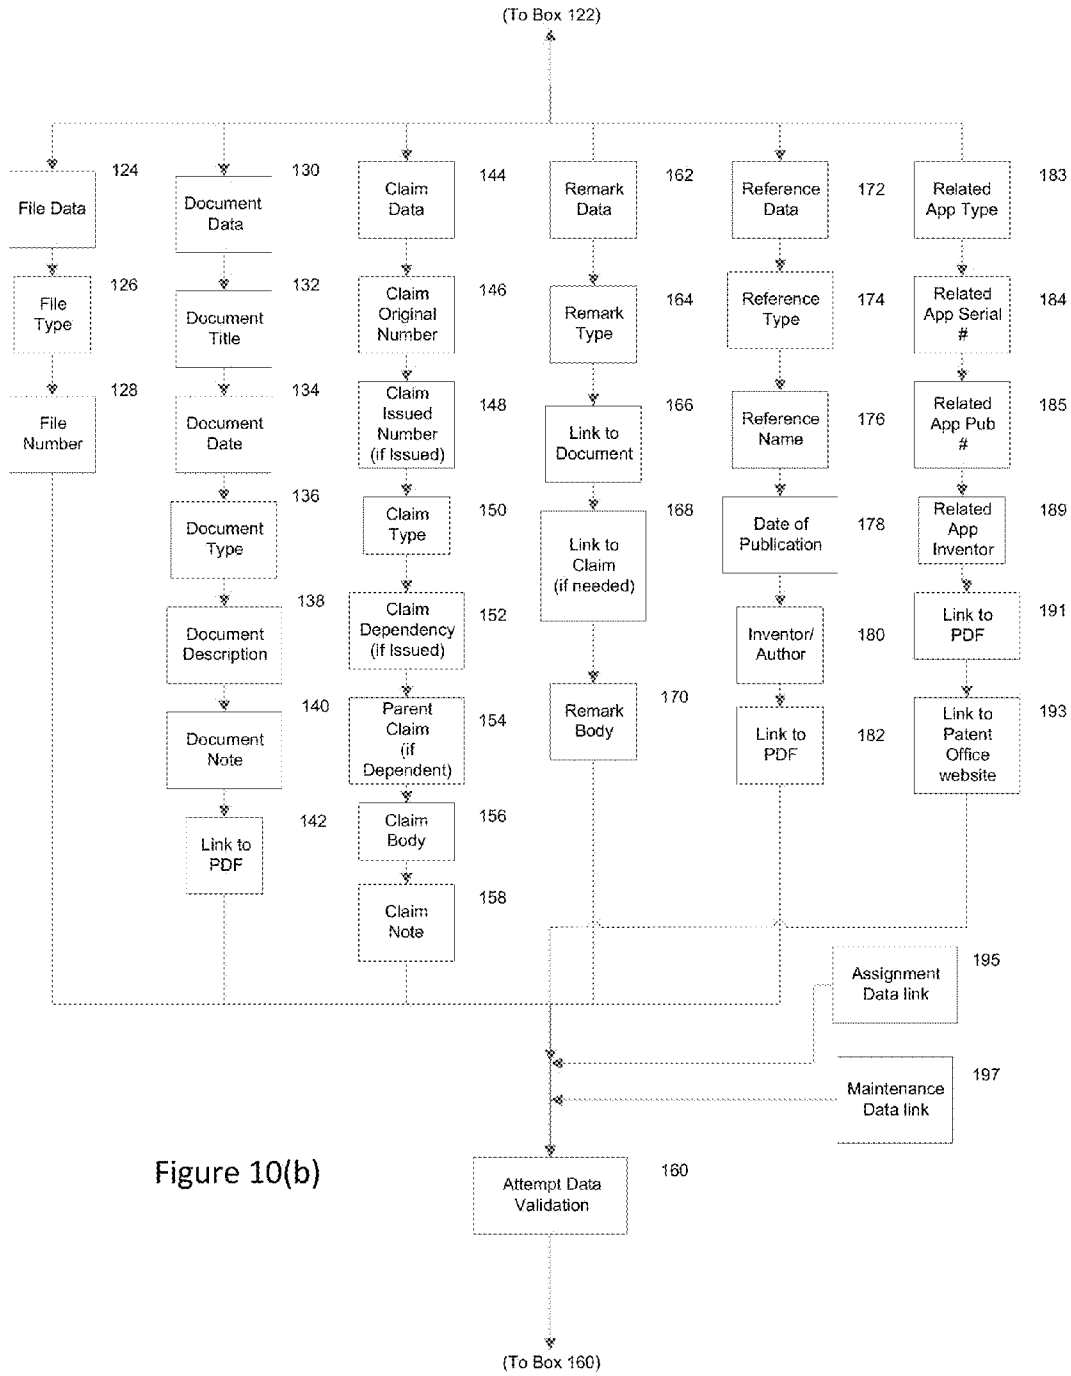 (To Box 122)
124
File Data
126
File
Type
128
File
Number
130
Document
Data
132
Document
Title
134
Document
Date
136
Document
Type
138
Document
Description
140
Document
Note
142
Link to
PDF
144
Claim
Data
146
Claim
Original
Number
148
Claim
Issued
Number
(if Issued)
150
Claim
Type
152
Claim
Dependency
(if Issued)
154
Parent
Claim
(if
Dependent)
156
Claim
Body
158
Claim
Note
162
Remark
Data
164
Remark
Type
166
Link to
Document
168
Link to
Claim
(if needed)
170
Remark
Body
172
Reference
Data
174
Reference
Type
176
Reference
Name
178
Date of
Publication
180
Inventor/
Author
182
Link to
PDF
183
Related
App Type
184
Related
App Serial
#
185
Related
App Pub
#
189
Related
App
Inventor
191
Link to
PDF
193
Link to
Patent
Office
website
195
Assignment
Data link
197
Maintenance
Data link
Figure 10(b)
160
Attempt Data
Validation
(To Box 160)